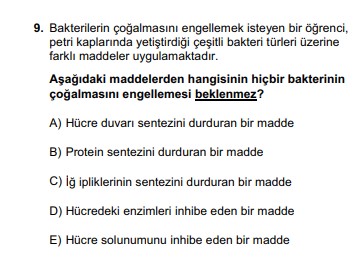 9. Bakterilerin çoğalmasını engellemek isteyen bir öğrenci,
petri kaplarında yetiştirdiği çeşitli bakteri türleri üzerine
farklı maddeler uygulamaktadır.
Aşağıdaki maddelerden hangisinin hiçbir bakterinin
çoğalmasını engellemesi beklenmez?
A) Hücre duvarı sentezini durduran bir madde
B) Protein sentezini durduran bir madde
C) İğ ipliklerinin sentezini durduran bir madde
D) Hücredeki enzimleri inhibe eden bir madde
E) Hücre solunumunu inhibe eden bir madde